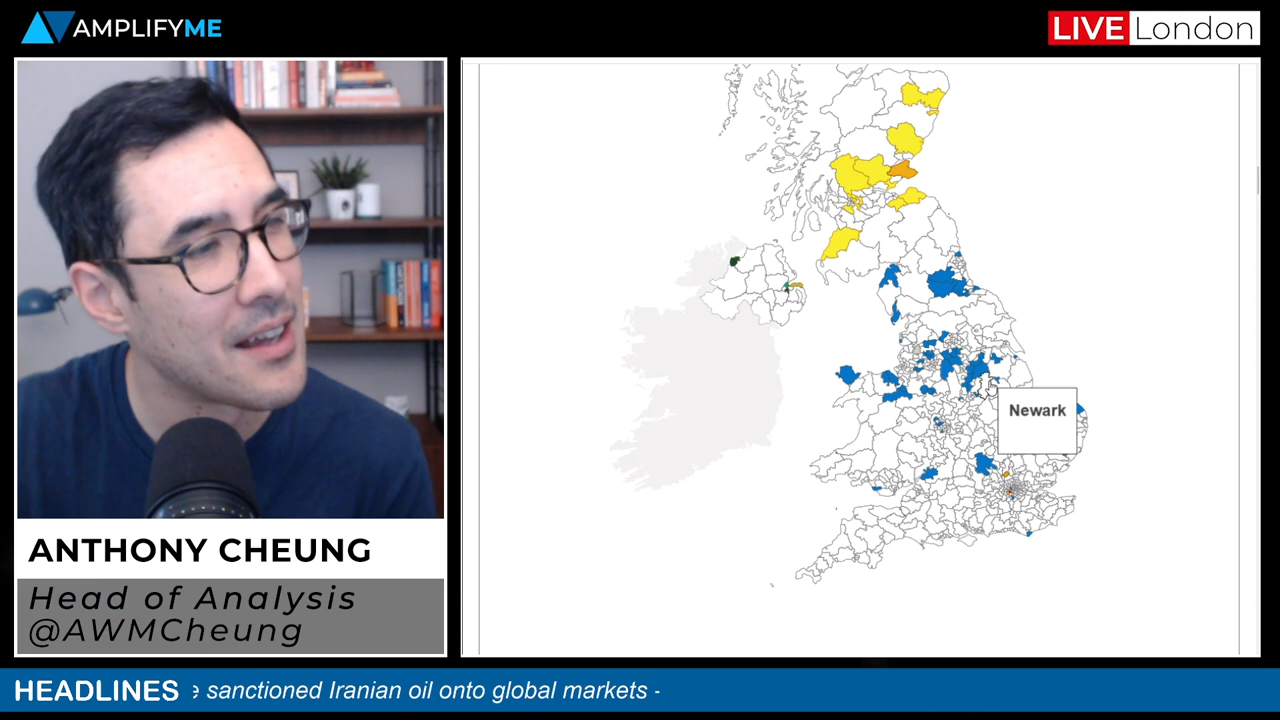 AMPLIFYME
LIVE London
Newark
ANTHONY CHEUNG
Head of Analysis
@AWMCheung
HEADLINES sanctioned Iranian oil onto global markets -